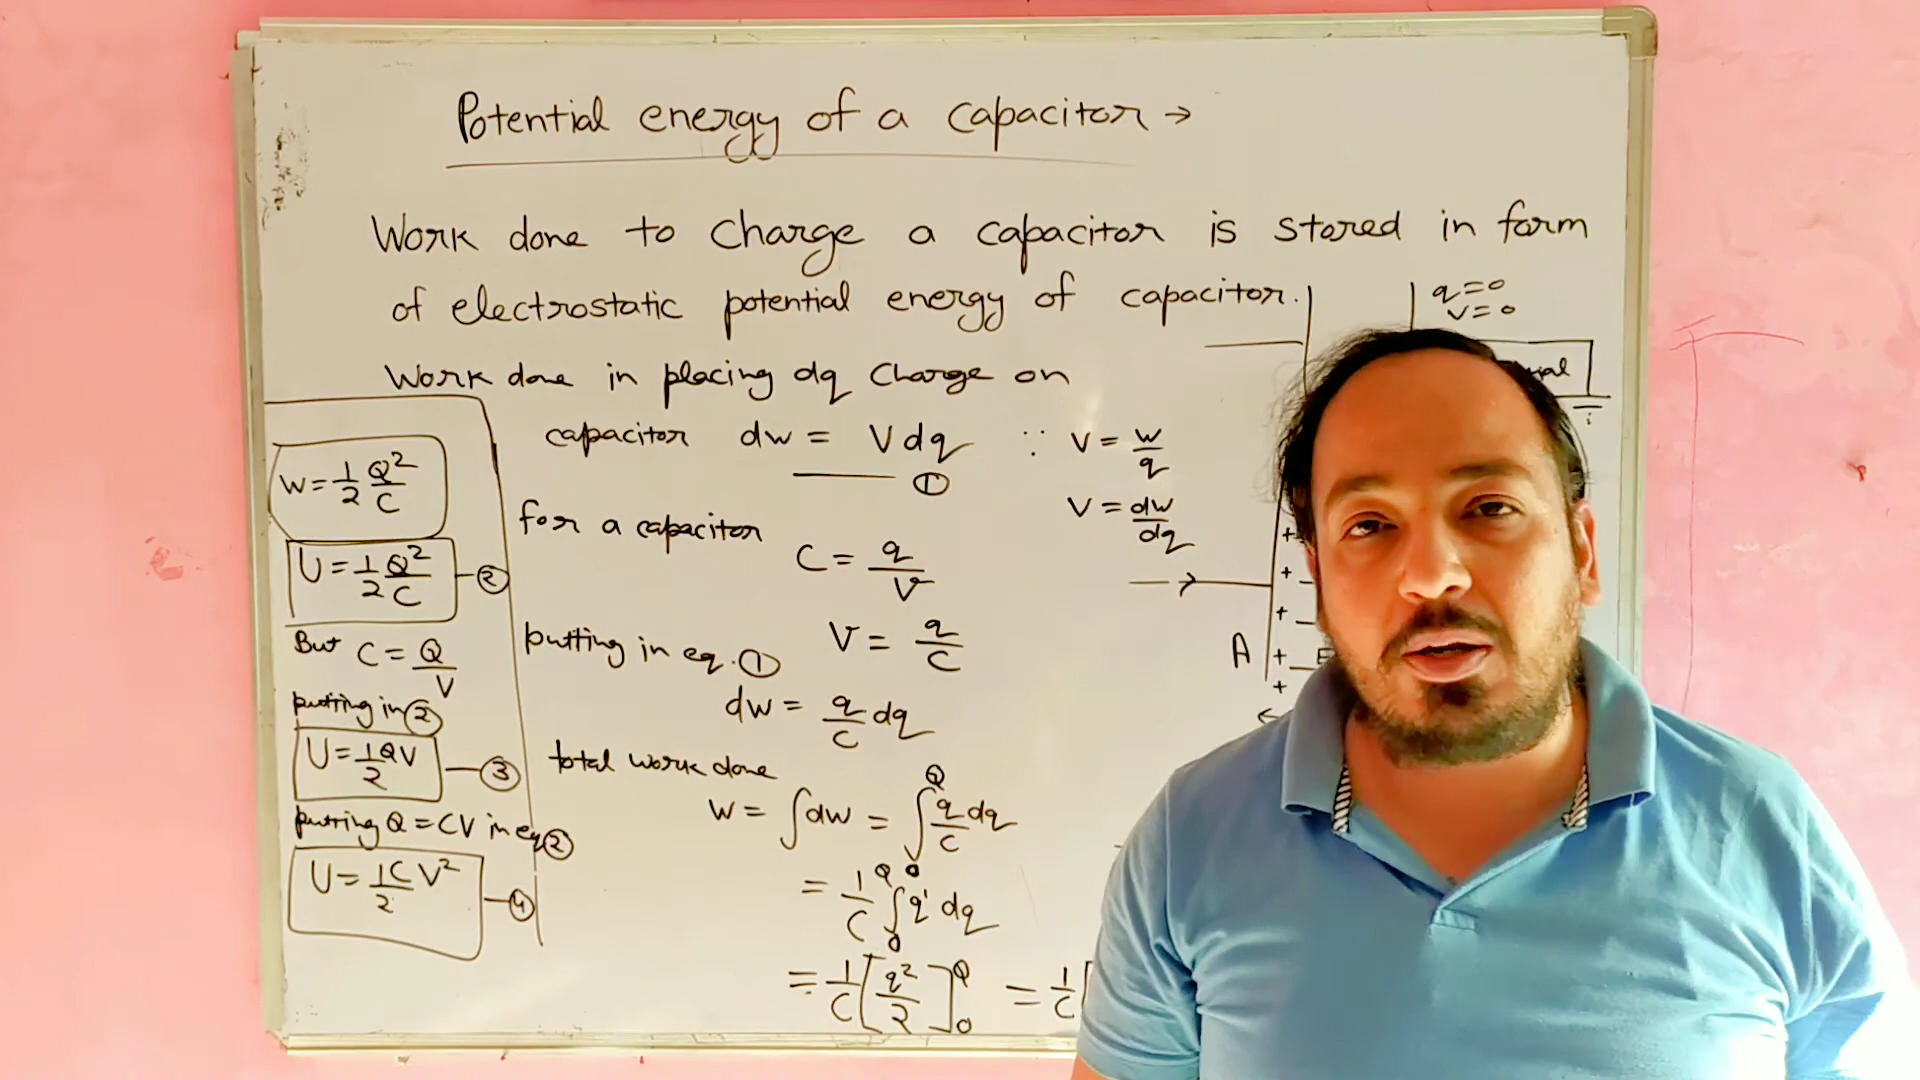 Potential energy of a capacitor →
Work done to charge a capacitor is stored in form
of electrostatic potential energy of capacitor.
q=0
V=0
Work done in placing dq charge on
capacitor dw = Vdq ∵ V = w/q
①
V = dw/dq
for a capacitor
C = q/V
putting in eq. ① V = q/C
dw = q/C dq
total work done
W = ∫dw = ∫₀^Q q/C dq
= 1/C ∫₀^Q q¹ dq
= 1/C [q²/2]₀^Q = 1/C
W = 1/2 Q²/C
U = 1/2 Q²/C — ②
But C = Q/V
putting in ②
U = 1/2 QV — ③
putting Q = CV in eq ②
U = 1/2 C V² — ④
A
+
+
+
+
+